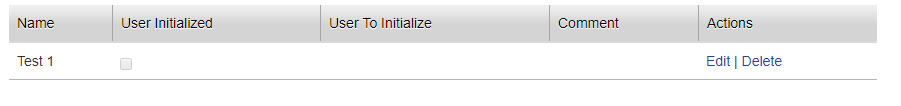 Name User Initialized User To Initialize Comment Actions
Test 1 Edit | Delete